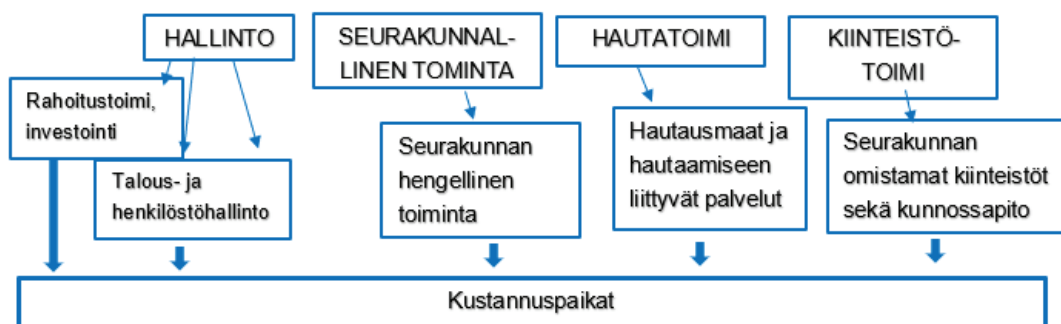 HALLINTO
SEURAKUNNAL-
LINEN TOMINTA
HAUTATOIMI
KIINTEISTÖ-
TOIMI
Rahoitustoimi,
investointi
Talous- ja
henkilöstöhallinto
Seurakunnan
hengellinen
toiminta
Hautausmaat ja
hautaamiseen
liittyvät palvelut
Seurakunnan
omistamat kiinteistöt
sekä kunnossapito
Kustannuspaikat